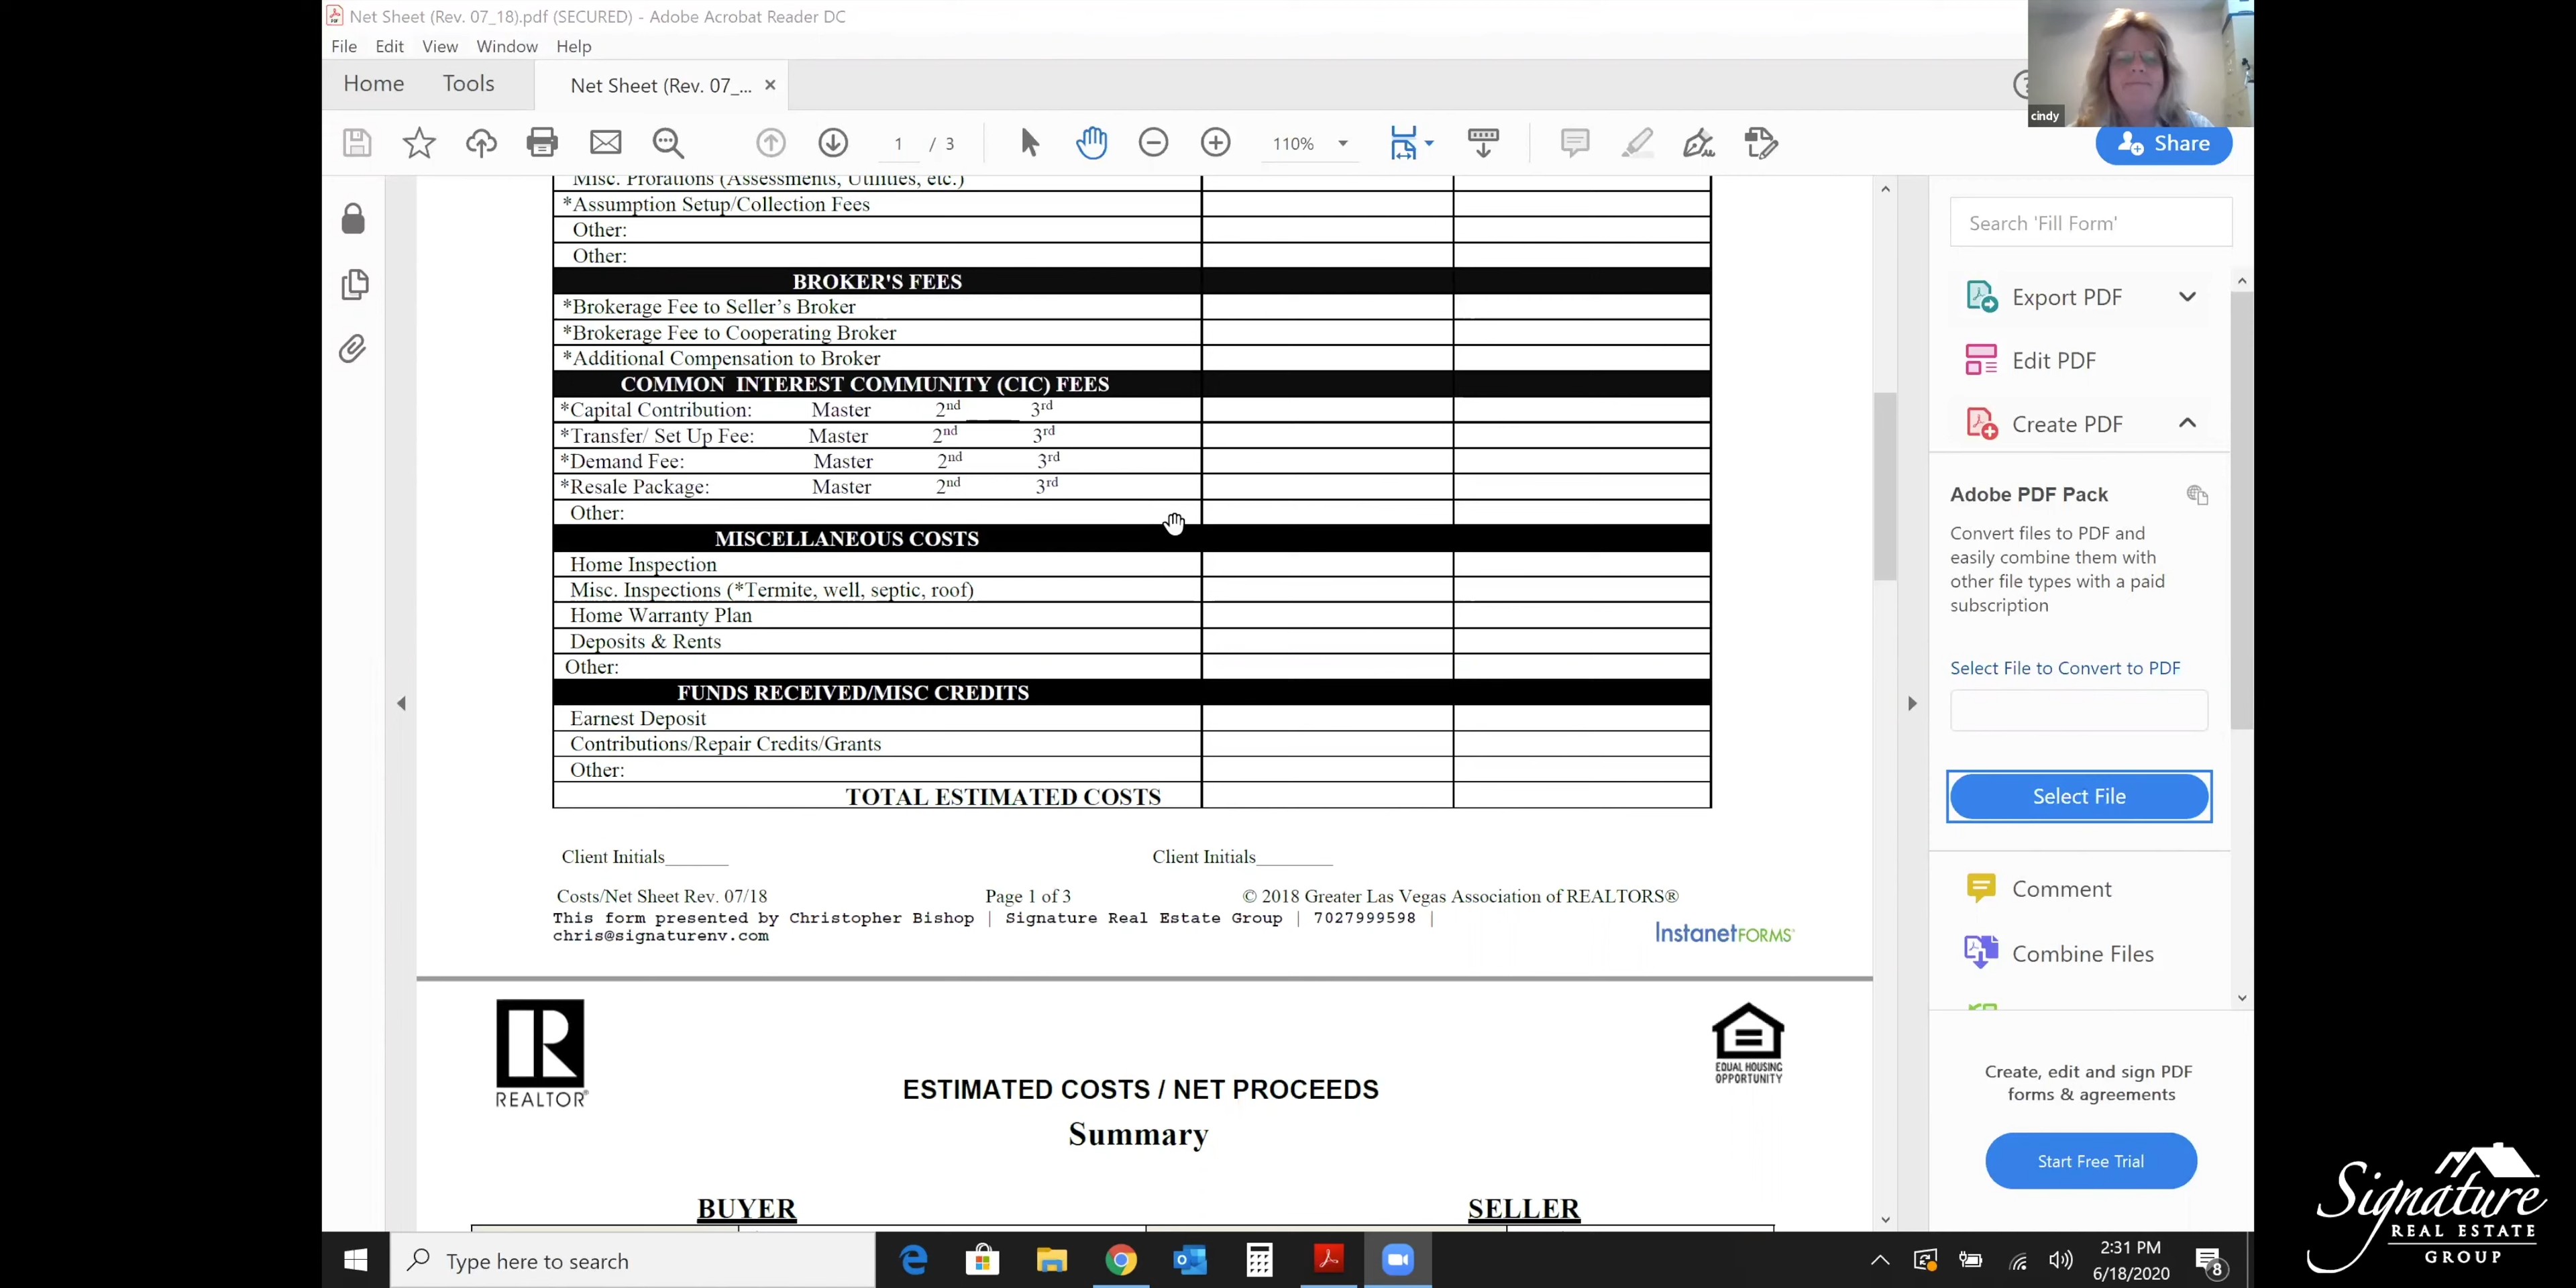 Net Sheet (Rev. 07_18).pdf (SECURED) - Adobe Acrobat Reader DC
File Edit View Window Help
Home Tools Net Sheet (Rev. 07_... ×
cindy
1 / 3 110% Share
Misc. Prorations (Assessments, Utilities, etc.)
*Assumption Setup/Collection Fees
Other:
Other:
BROKER'S FEES
*Brokerage Fee to Seller's Broker
*Brokerage Fee to Cooperating Broker
*Additional Compensation to Broker
COMMON INTEREST COMMUNITY (CIC) FEES
*Capital Contribution: Master 2nd _____ 3rd
*Transfer/ Set Up Fee: Master 2nd 3rd
*Demand Fee: Master 2nd 3rd
*Resale Package: Master 2nd 3rd
Other:
MISCELLANEOUS COSTS
Home Inspection
Misc. Inspections (*Termite, well, septic, roof)
Home Warranty Plan
Deposits & Rents
Other:
FUNDS RECEIVED/MISC CREDITS
Earnest Deposit
Contributions/Repair Credits/Grants
Other:
TOTAL ESTIMATED COSTS
Client Initials_______ Client Initials________
Costs/Net Sheet Rev. 07/18 Page 1 of 3 © 2018 Greater Las Vegas Association of REALTORS®
This form presented by Christopher Bishop | Signature Real Estate Group | 7027999598 |
chris@signaturenv.com
InstanetFORMS
REALTOR®
EQUAL HOUSING
OPPORTUNITY
ESTIMATED COSTS / NET PROCEEDS
Summary
BUYER SELLER
Search 'Fill Form'
Export PDF
Edit PDF
Create PDF
Adobe PDF Pack
Convert files to PDF and
easily combine them with
other file types with a paid
subscription
Select File to Convert to PDF
Select File
Comment
Combine Files
Create, edit and sign PDF
forms & agreements
Start Free Trial
Type here to search
2:31 PM
6/18/2020
8
Signature
REAL ESTATE
GROUP